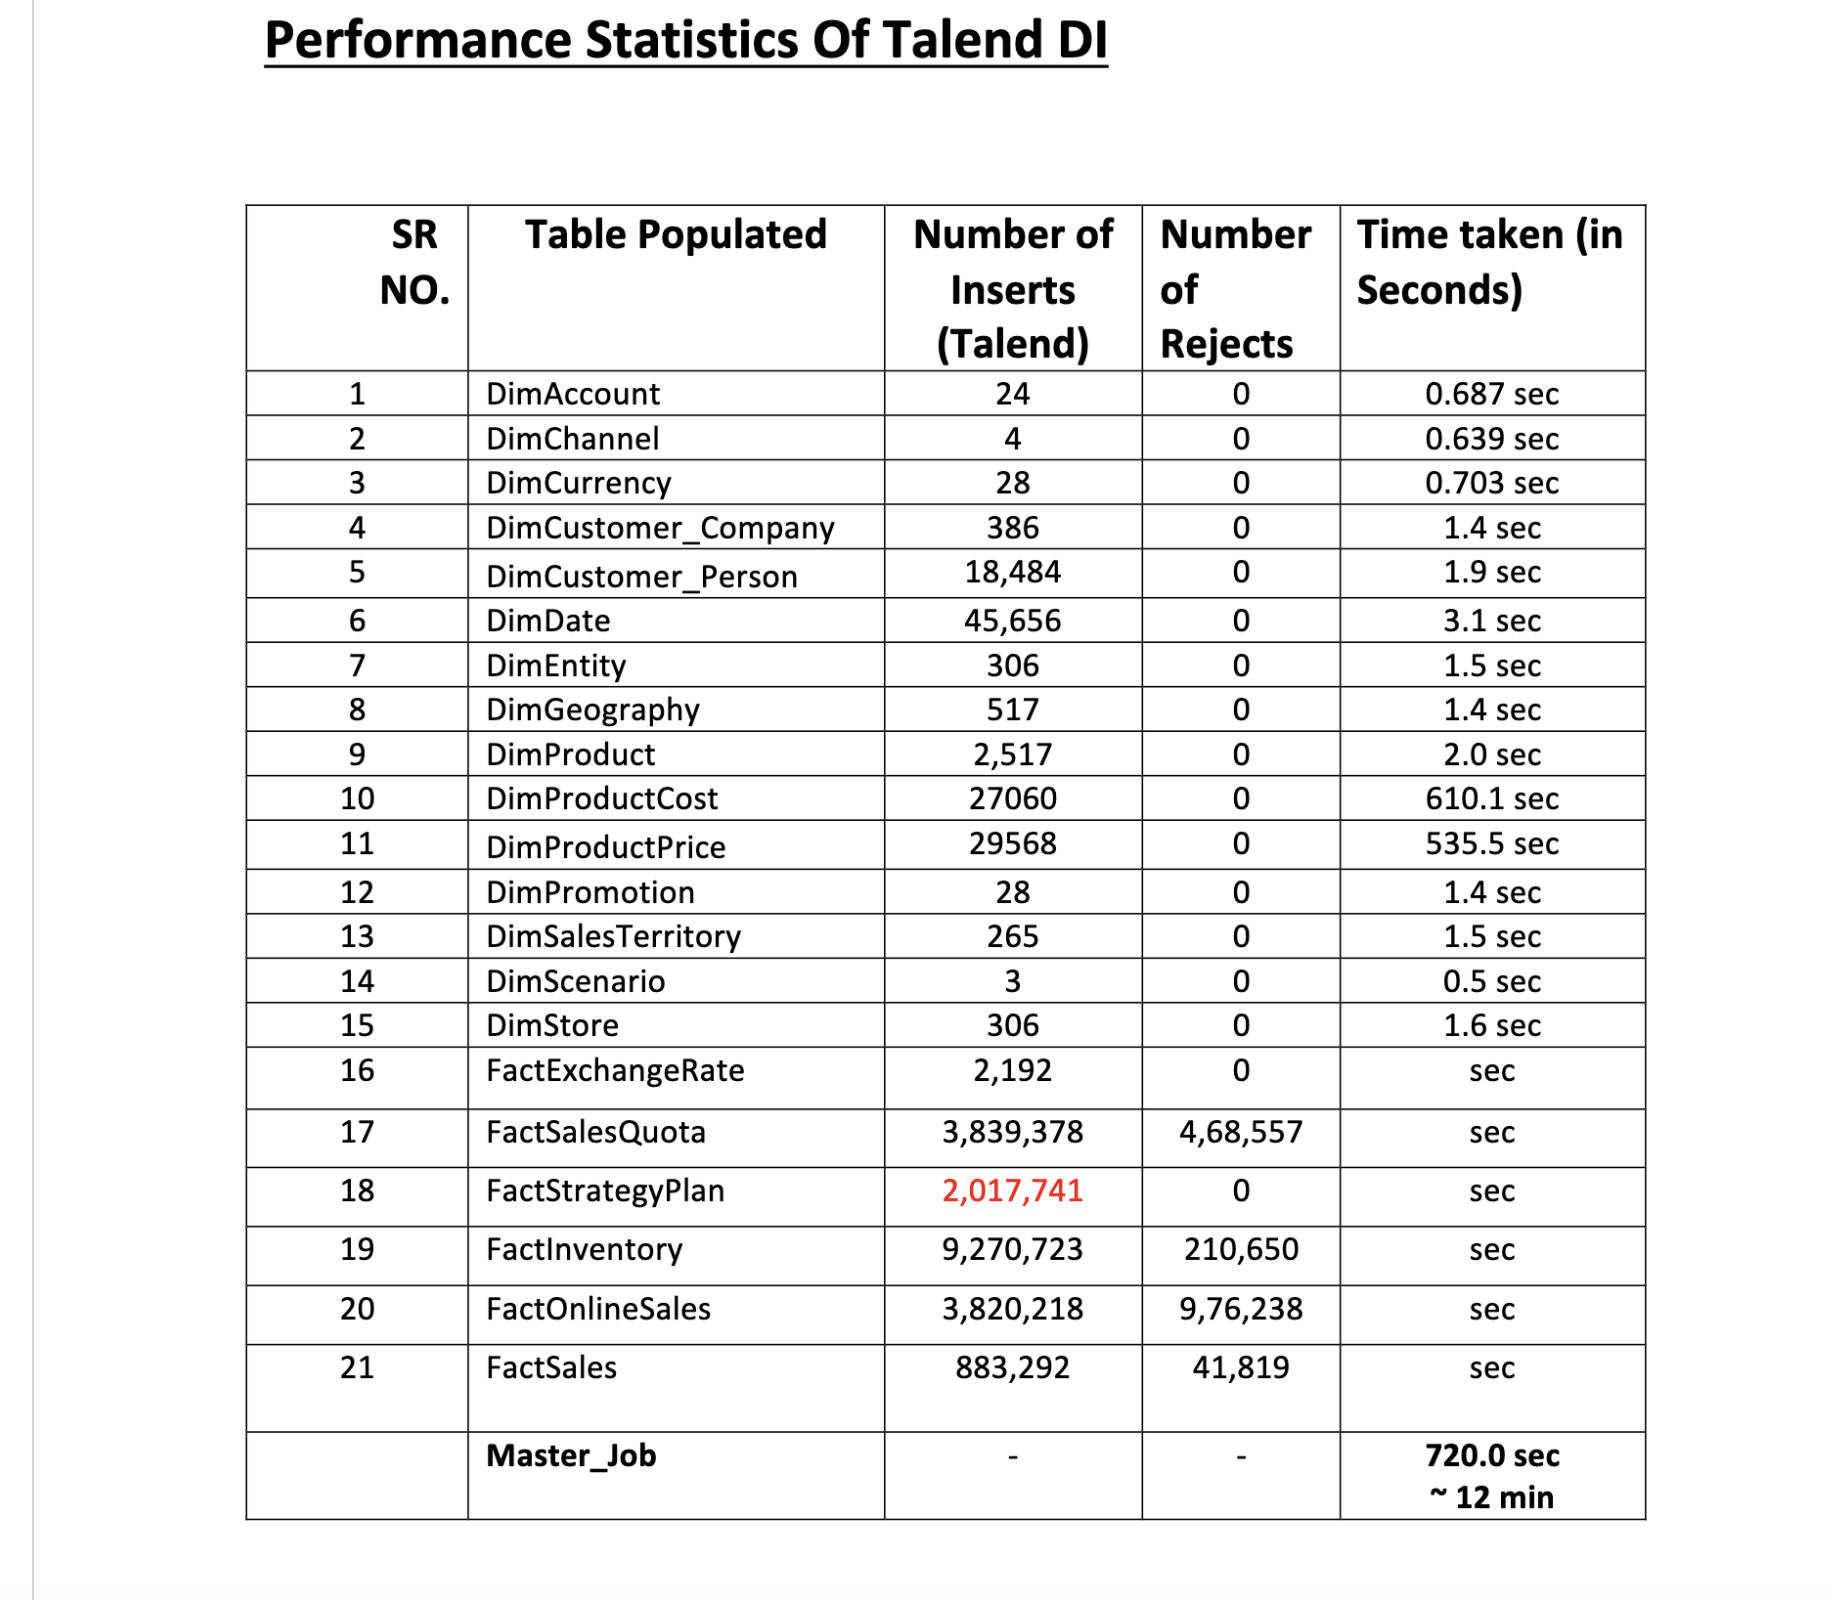 Performance Statistics Of Talend DI
SR NO. Table Populated Number of Inserts (Talend) Number of Rejects Time taken (in Seconds)
1 DimAccount 24 0 0.687 sec
2 DimChannel 4 0 0.639 sec
3 DimCurrency 28 0 0.703 sec
4 DimCustomer_Company 386 0 1.4 sec
5 DimCustomer_Person 18,484 0 1.9 sec
6 DimDate 45,656 0 3.1 sec
7 DimEntity 306 0 1.5 sec
8 DimGeography 517 0 1.4 sec
9 DimProduct 2,517 0 2.0 sec
10 DimProductCost 27060 0 610.1 sec
11 DimProductPrice 29568 0 535.5 sec
12 DimPromotion 28 0 1.4 sec
13 DimSalesTerritory 265 0 1.5 sec
14 DimScenario 3 0 0.5 sec
15 DimStore 306 0 1.6 sec
16 FactExchangeRate 2,192 0 sec
17 FactSalesQuota 3,839,378 4,68,557 sec
18 FactStrategyPlan 2,017,741 0 sec
19 FactInventory 9,270,723 210,650 sec
20 FactOnlineSales 3,820,218 9,76,238 sec
21 FactSales 883,292 41,819 sec
Master_Job - - 720.0 sec
~ 12 min